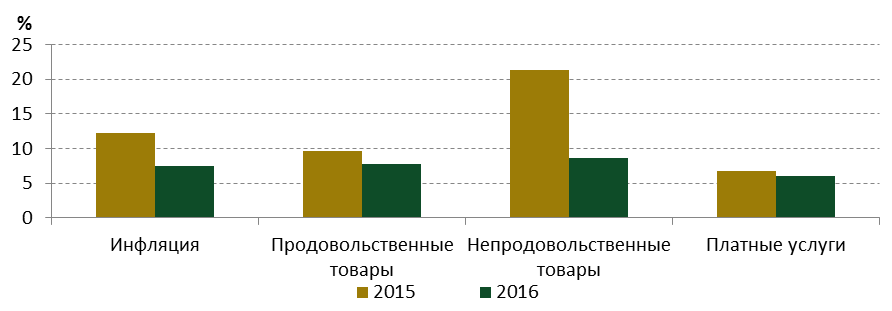 %
25
20
15
10
5
0
Инфляция
Продовольственные
товары
Непродовольственные
товары
Платные услуги
2015
2016